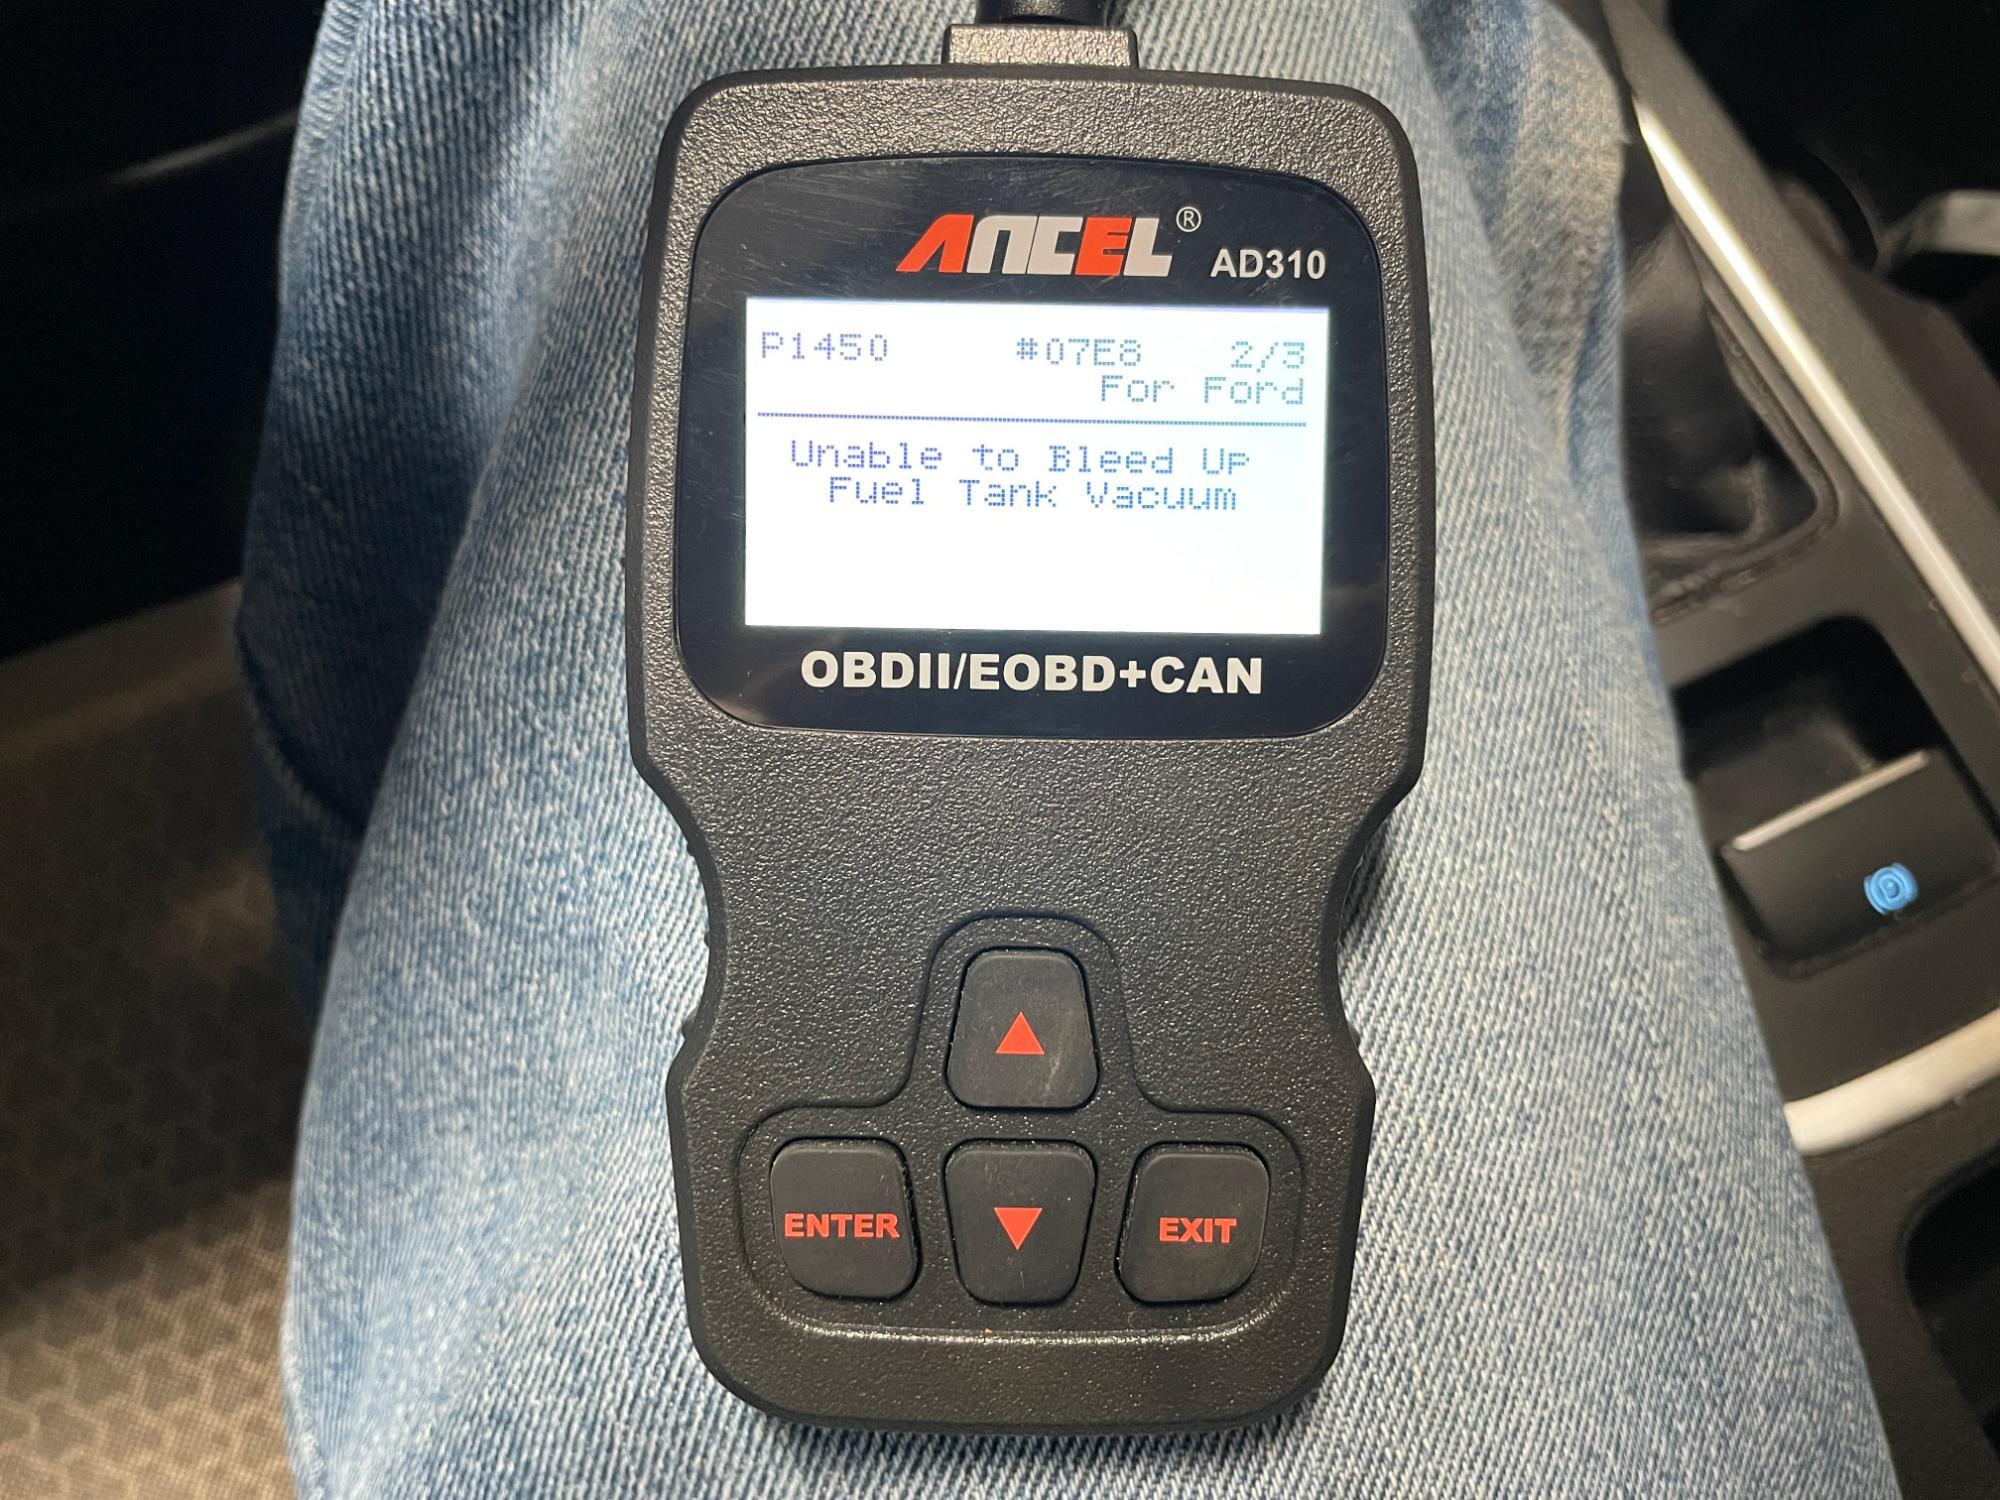 ANCEL® AD310
P1450 #07E8 2/3
For Ford
Unable to Bleed Up
Fuel Tank Vacuum
OBDII/EOBD+CAN
ENTER EXIT